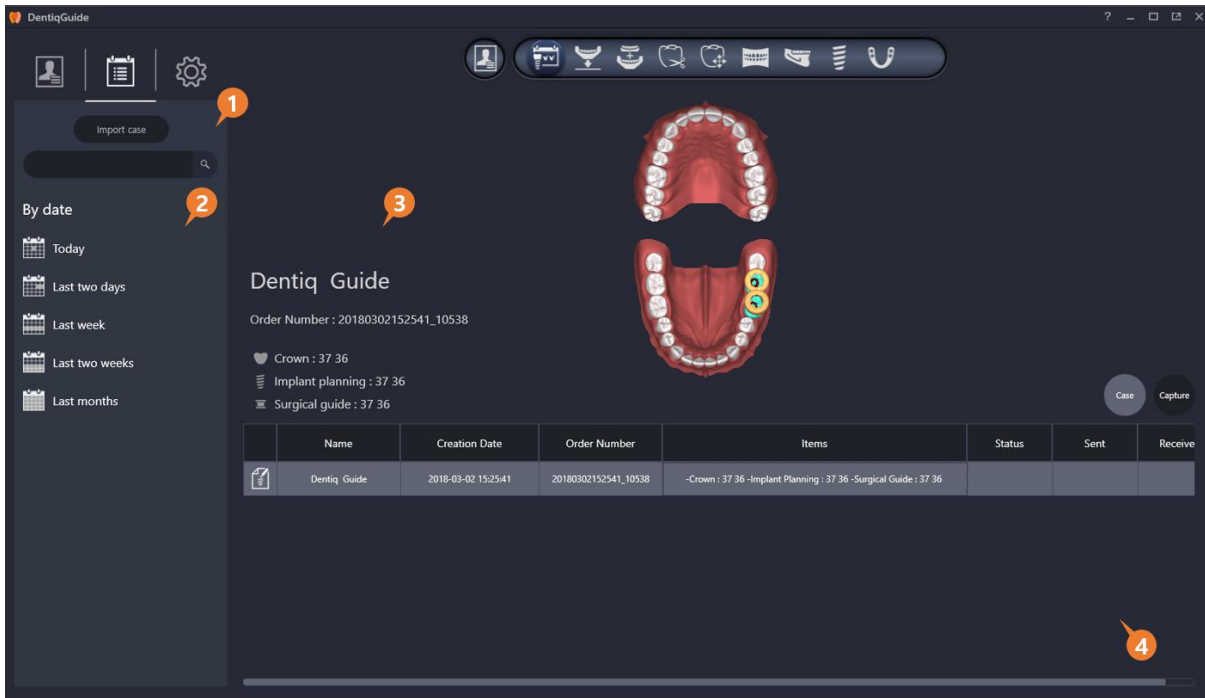 DentiqGuide
?
1
Import case
2
By date
Today
Last two days
Last week
Last two weeks
Last months
3
Dentiq Guide
Order Number : 20180302152541_10538
Crown : 37 36
Implant planning : 37 36
Surgical guide : 37 36
Case Capture
Name Creation Date Order Number Items Status Sent Receive
Dentiq Guide 2018-03-02 15:25:41 20180302152541_10538 -Crown : 37 36 -Implant Planning : 37 36 -Surgical Guide : 37 36
4